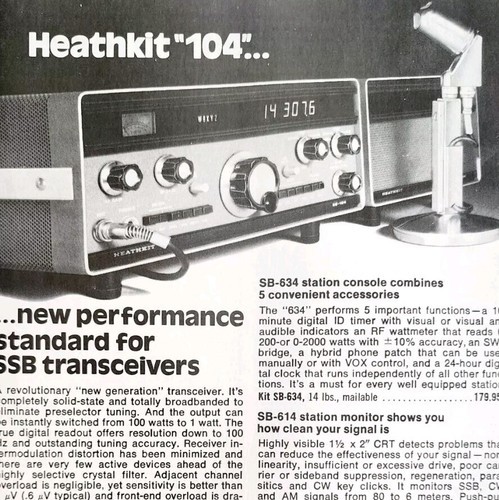 Heathkit "104"...
14 307.6
HEATHKIT
HEATHKIT
SB-104
...new performance
standard for
SSB transceivers
revolutionary "new generation" transceiver. It's
completely solid-state and totally broadbanded to
eliminate preselector tuning. And the output can
be instantly switched from 100 watts to 1 watt. The
true digital readout offers resolution down to 100
Hz and outstanding tuning accuracy. Receiver in-
termodulation distortion has been minimized and
there are very few active devices ahead of the
highly selective crystal filter. Adjacent channel
overload is negligible, yet sensitivity is better than
µV (.6 µV typical) and front-end overload is dra-
SB-634 station console combines
5 convenient accessories
The "634" performs 5 important functions—a 10
minute digital ID timer with visual or visual an
audible indicators an RF wattmeter that reads
200-or 0-2000 watts with ±10% accuracy, an SW
bridge, a hybrid phone patch that can be use
manually or with VOX control, and a 24-hour dig
tal clock that runs independently of all other func
tions. It's a must for every well equipped station
Kit SB-634, 14 lbs., mailable ..........179.95
SB-614 station monitor shows you
how clean your signal is
Highly visible 1½ x 2" CRT detects problems tha
can reduce the effectiveness of your signal—non
linearity, insufficient or excessive drive, poor car
rier or sideband suppression, regeneration, para
sitics and CW key clicks. It monitors SSB, C
and AM signals from 80 to 6 meters. Push